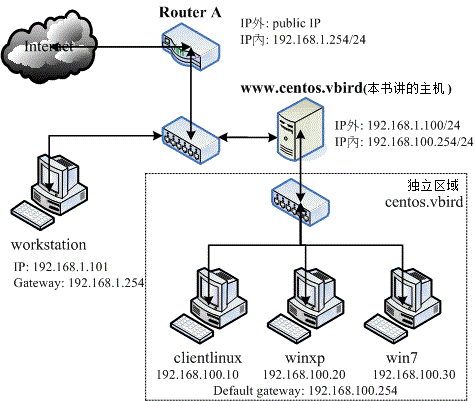 Router A
IP外: public IP
IP內: 192.168.1.254/24
Internet
www.centos.vbird(本书讲的主机)
IP外: 192.168.1.100/24
IP內: 192.168.100.254/24
独立区域
centos.vbird
workstation
IP: 192.168.1.101
Gateway: 192.168.1.254
clientlinux
192.168.100.10
winxp
192.168.100.20
win7
192.168.100.30
Default gateway: 192.168.100.254